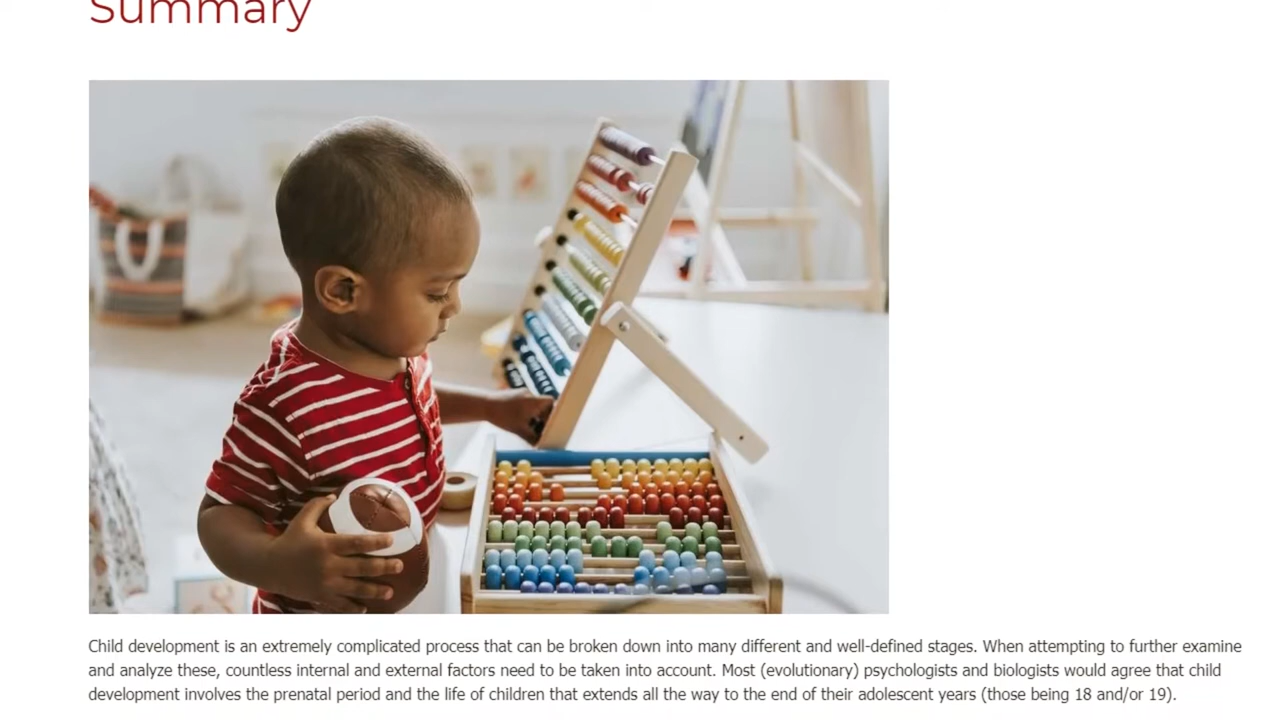 Summary
Child development is an extremely complicated process that can be broken down into many different and well-defined stages. When attempting to further examine
and analyze these, countless internal and external factors need to be taken into account. Most (evolutionary) psychologists and biologists would agree that child
development involves the prenatal period and the life of children that extends all the way to the end of their adolescent years (those being 18 and/or 19).